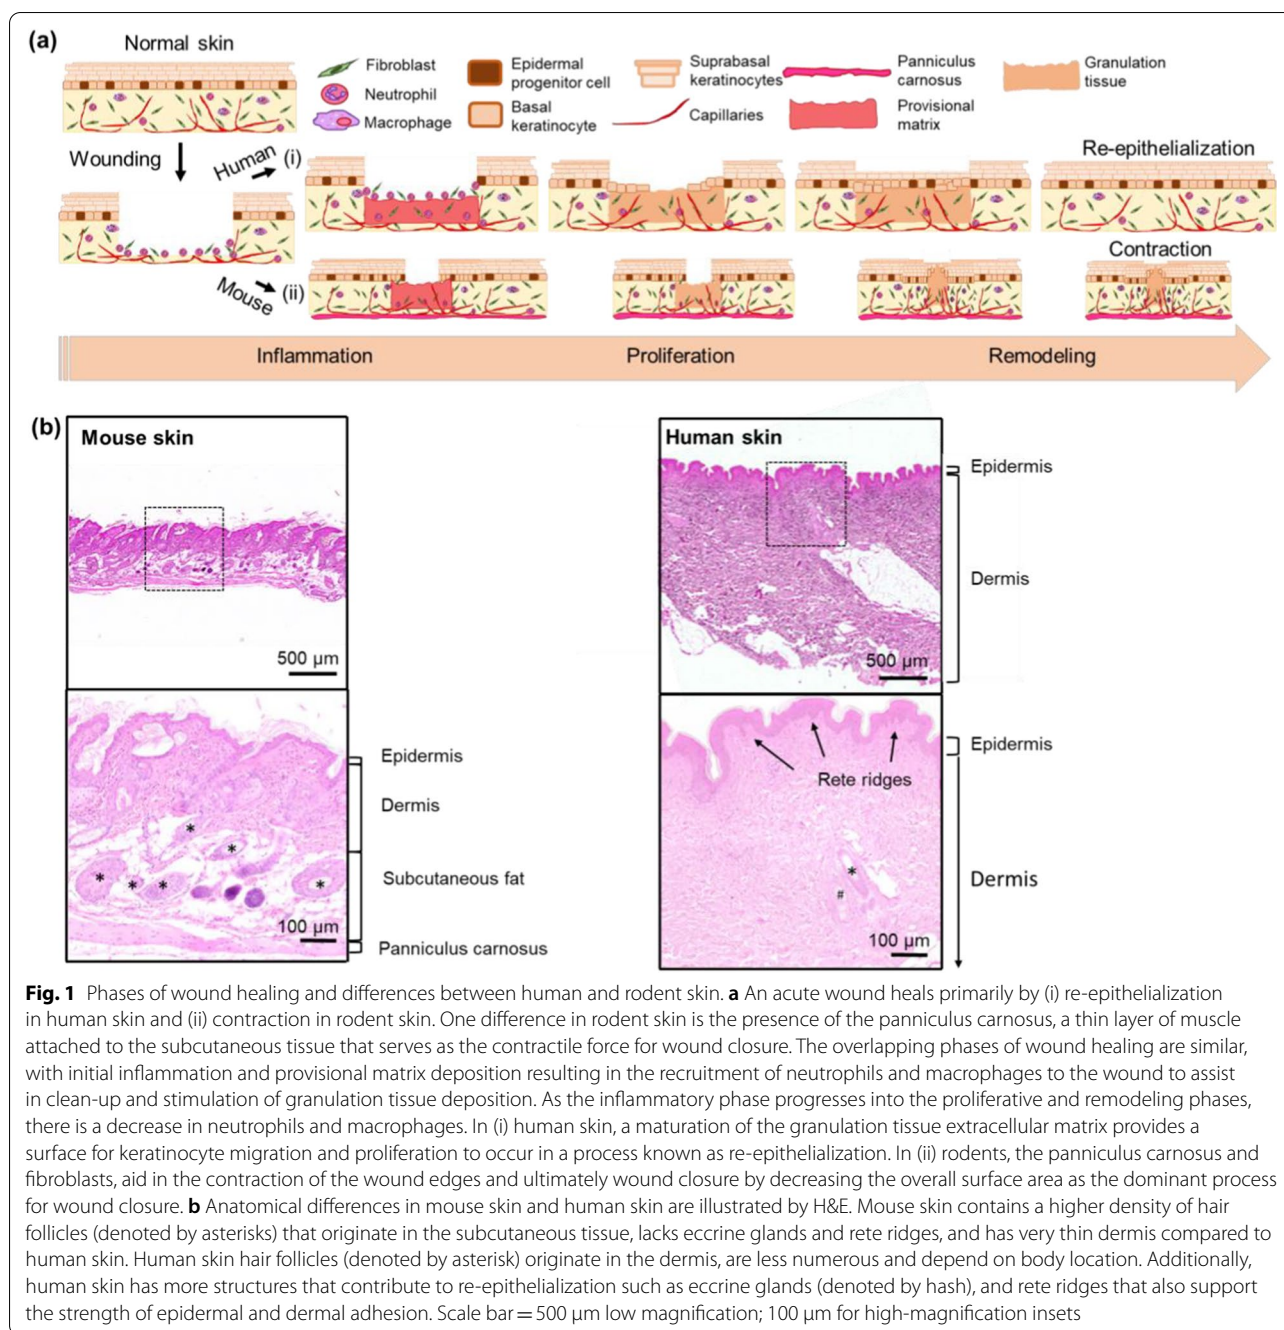 (a)
Normal skin
Fibroblast
Neutrophil
Macrophage
Epidermal
progenitor cell
Basal
keratinocyte
Suprabasal
keratinocytes
Capillaries
Panniculus
carnosus
Provisional
matrix
Granulation
tissue
Wounding
Human
(i)
Re-epithelialization
Mouse
(ii)
Contraction
Inflammation
Proliferation
Remodeling
(b)
Mouse skin
500 µm
Epidermis
Dermis
Subcutaneous fat
Panniculus carnosus
* * * * * *
100 µm
Human skin
Epidermis
Dermis
500 µm
Rete ridges
Epidermis
*
#
Dermis
100 µm
Fig. 1 Phases of wound healing and differences between human and rodent skin. a An acute wound heals primarily by (i) re-epithelialization
in human skin and (ii) contraction in rodent skin. One difference in rodent skin is the presence of the panniculus carnosus, a thin layer of muscle
attached to the subcutaneous tissue that serves as the contractile force for wound closure. The overlapping phases of wound healing are similar,
with initial inflammation and provisional matrix deposition resulting in the recruitment of neutrophils and macrophages to the wound to assist
in clean-up and stimulation of granulation tissue deposition. As the inflammatory phase progresses into the proliferative and remodeling phases,
there is a decrease in neutrophils and macrophages. In (i) human skin, a maturation of the granulation tissue extracellular matrix provides a
surface for keratinocyte migration and proliferation to occur in a process known as re-epithelialization. In (ii) rodents, the panniculus carnosus and
fibroblasts, aid in the contraction of the wound edges and ultimately wound closure by decreasing the overall surface area as the dominant process
for wound closure. b Anatomical differences in mouse skin and human skin are illustrated by H&E. Mouse skin contains a higher density of hair
follicles (denoted by asterisks) that originate in the subcutaneous tissue, lacks eccrine glands and rete ridges, and has very thin dermis compared to
human skin. Human skin hair follicles (denoted by asterisk) originate in the dermis, are less numerous and depend on body location. Additionally,
human skin has more structures that contribute to re-epithelialization such as eccrine glands (denoted by hash), and rete ridges that also support
the strength of epidermal and dermal adhesion. Scale bar = 500 µm low magnification; 100 µm for high-magnification insets